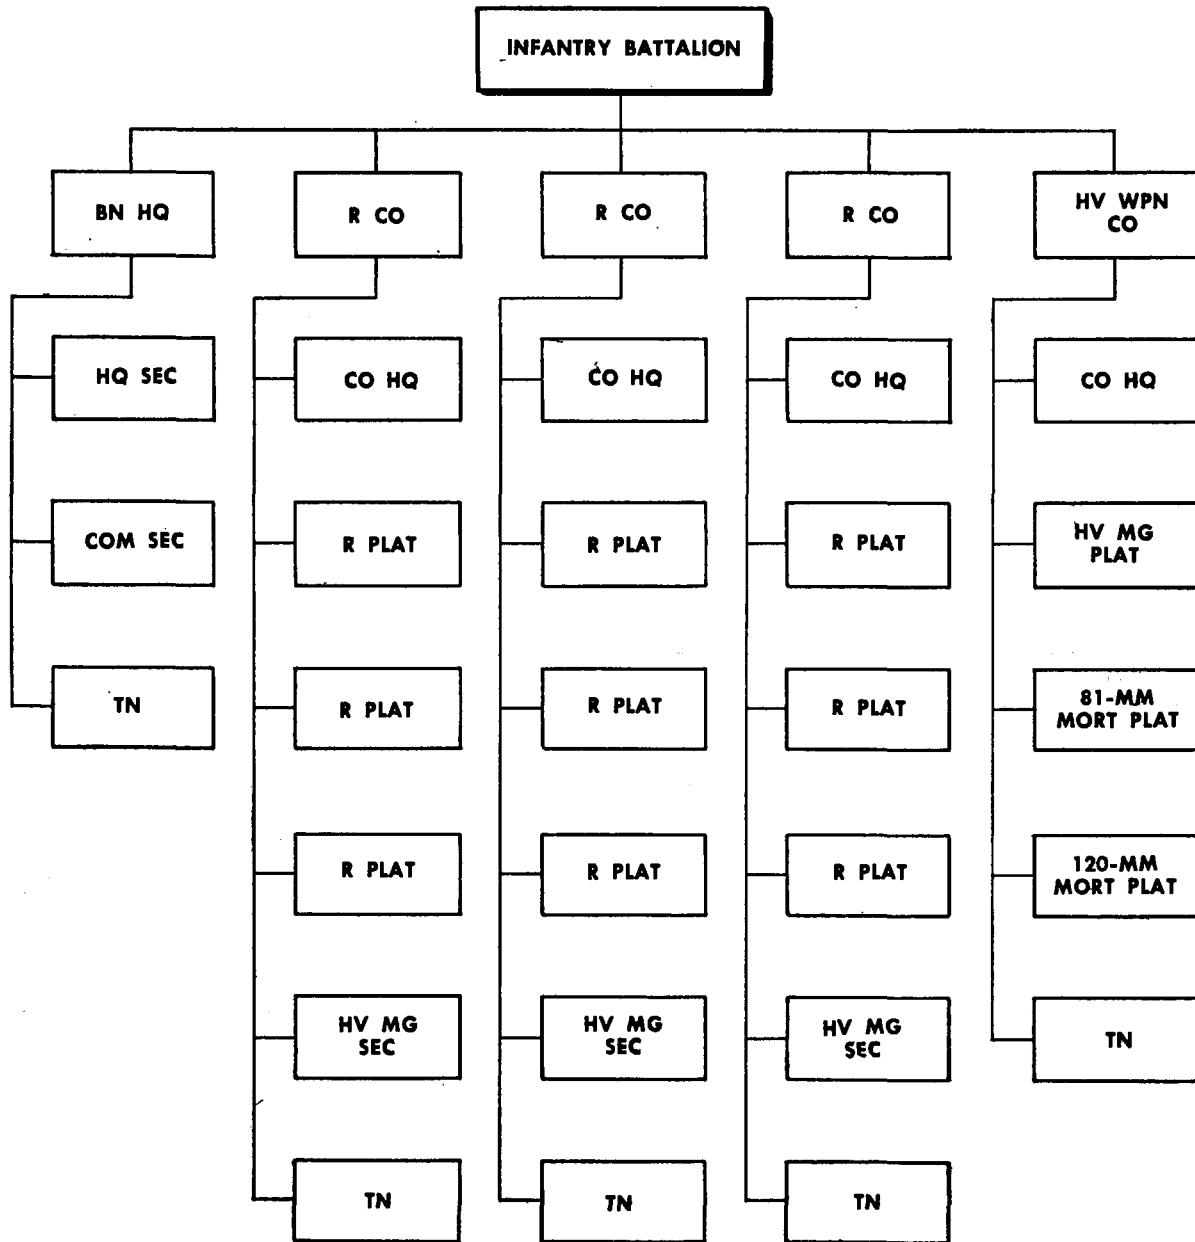 INFANTRY BATTALION
BN HQ
R CO
R CO
R CO
HV WPN
CO
HQ SEC
CO HQ
CO HQ
CO HQ
CO HQ
COM SEC
R PLAT
R PLAT
R PLAT
HV MG
PLAT
TN
R PLAT
R PLAT
R PLAT
81-MM
MORT PLAT
R PLAT
R PLAT
R PLAT
120-MM
MORT PLAT
HV MG
SEC
HV MG
SEC
HV MG
SEC
TN
TN
TN
TN